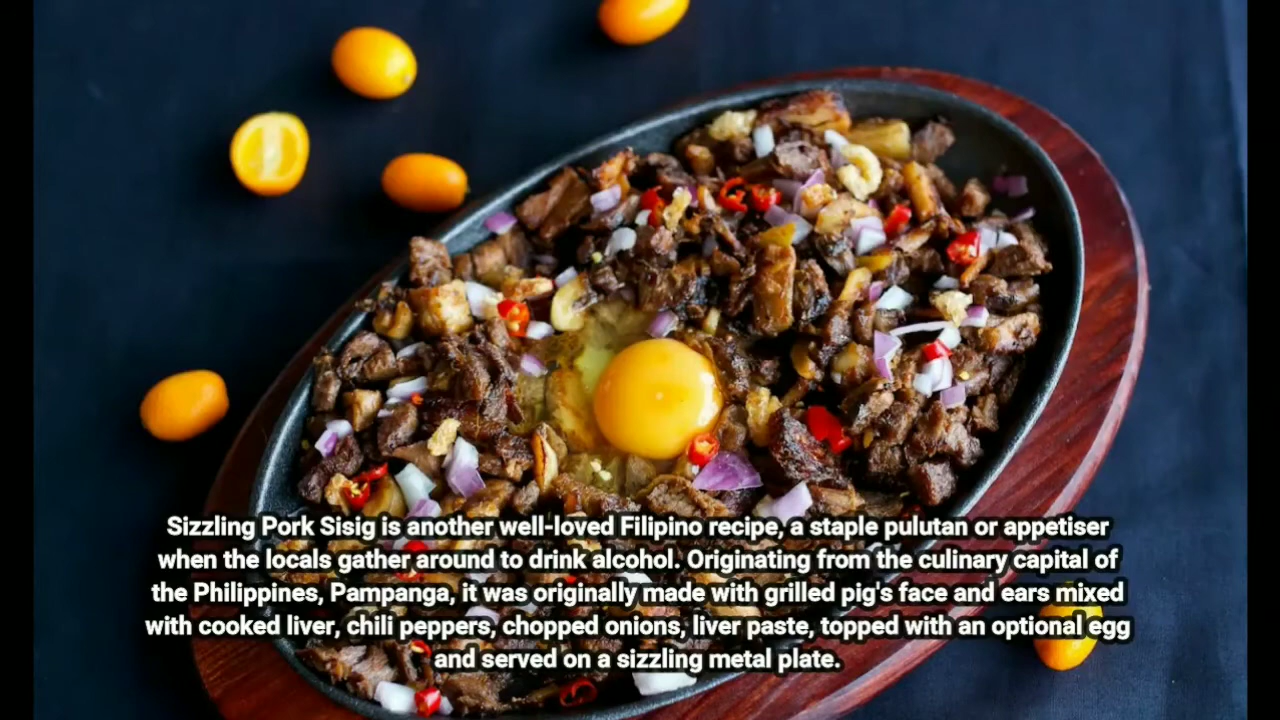 Sizzling Pork Sisig is another well-loved Filipino recipe, a staple pulutan or appetiser
when the locals gather around to drink alcohol. Originating from the culinary capital of
the Philippines, Pampanga, it was originally made with grilled pig's face and ears mixed
with cooked liver, chili peppers, chopped onions, liver paste, topped with an optional egg
and served on a sizzling metal plate.